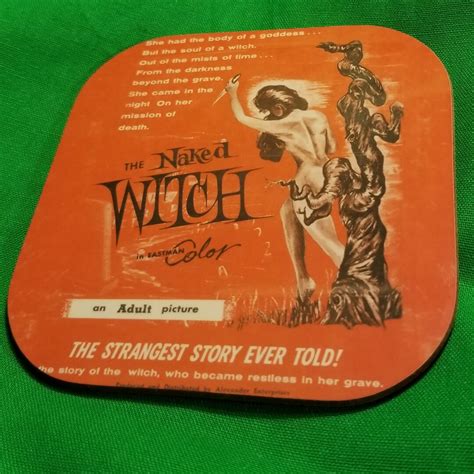 She had the body of a goddess...
But the soul of a witch.
Out of the mists of time...
From the darkness
beyond the grave.
She came in the
night On her
mission of
death.
THE Naked
WITCH
in EASTMAN Color
an Adult picture
THE STRANGEST STORY EVER TOLD!
the story of the witch, who became restless in her grave.
Produced and Distributed by Alexander Enterprises